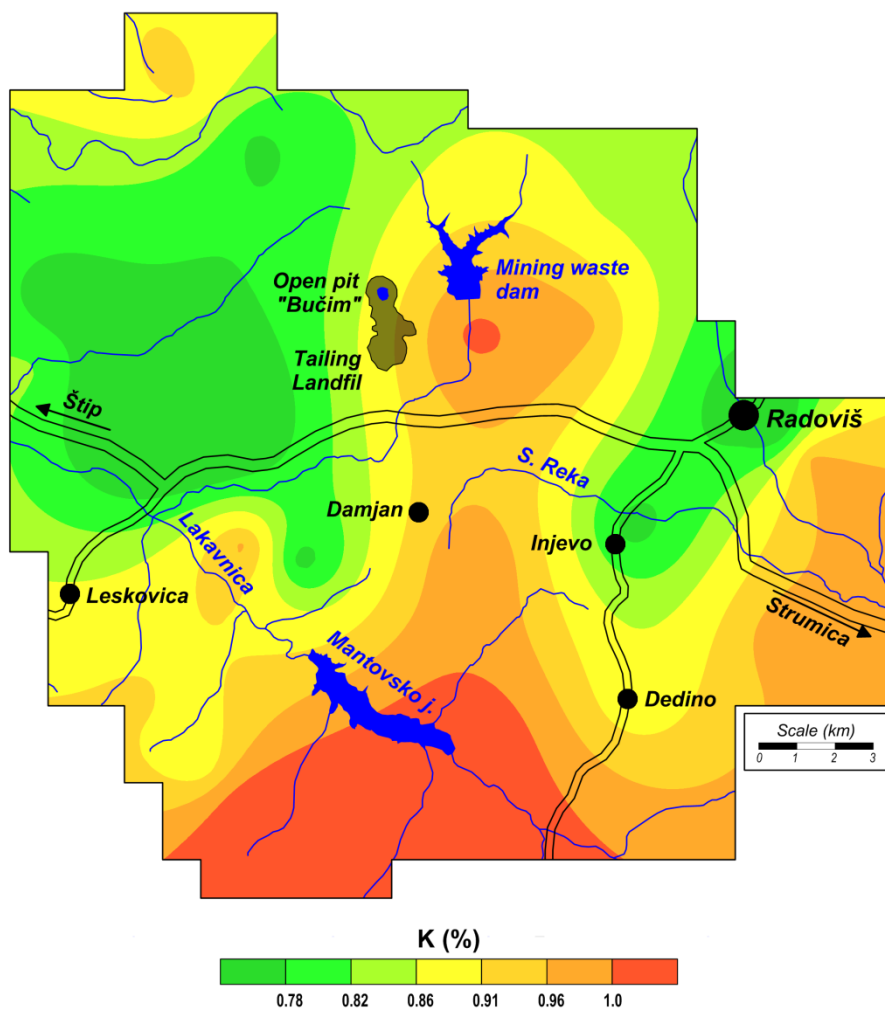 Open pit
"Bučim"
Mining waste
dam
Tailing
Landfil
Štip
Radoviš
S. Reka
Damjan
Injevo
Lakavnica
Leskovica
Strumica
Mantovsko j.
Dedino
Scale (km)
0 1 2 3
K (%)
0.78 0.82 0.86 0.91 0.96 1.0